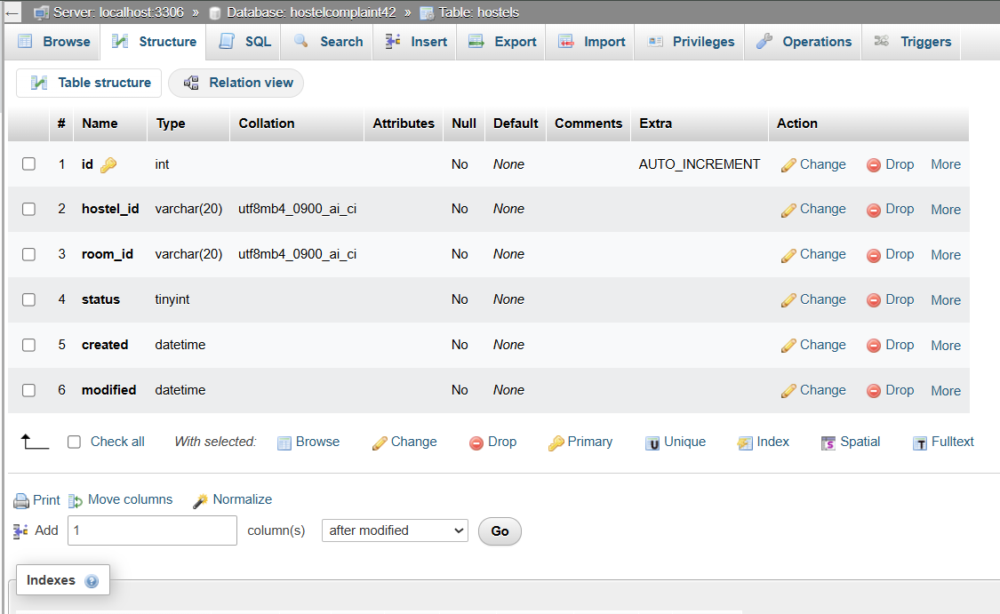 ← Server: localhost:3306 » Database: hostelcomplaint42 » Table: hostels
Browse Structure SQL Search Insert Export Import Privileges Operations Triggers
Table structure Relation view
# Name Type Collation Attributes Null Default Comments Extra Action
1 id int No None AUTO_INCREMENT Change Drop More
2 hostel_id varchar(20) utf8mb4_0900_ai_ci No None Change Drop More
3 room_id varchar(20) utf8mb4_0900_ai_ci No None Change Drop More
4 status tinyint No None Change Drop More
5 created datetime No None Change Drop More
6 modified datetime No None Change Drop More
Check all With selected: Browse Change Drop Primary Unique Index Spatial Fulltext
Print Move columns Normalize
Add 1 column(s) after modified Go
Indexes